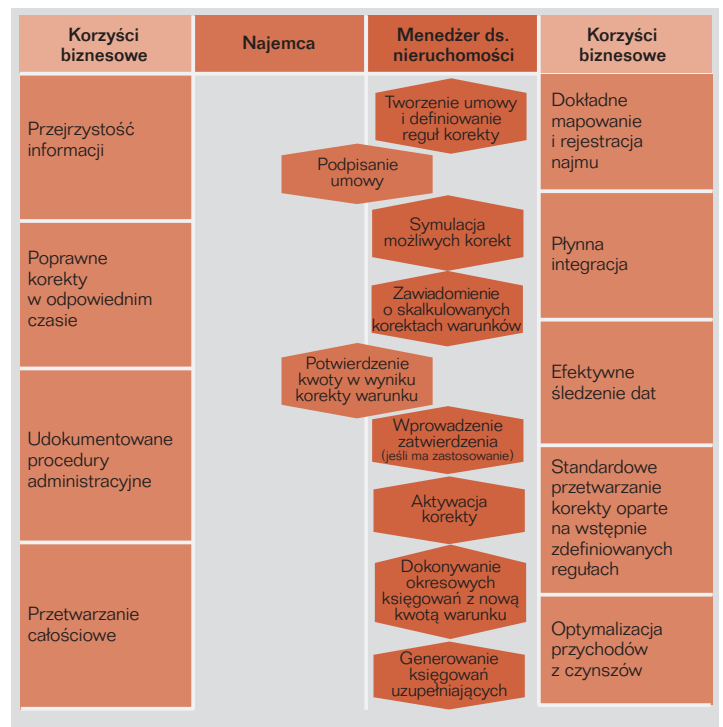 Korzyści
biznesowe
Najemca
Menedżer ds.
nieruchomości
Korzyści
biznesowe
Przejrzystość
informacji
Poprawne
korekty
w odpowiednim
czasie
Udokumentowane
procedury
administracyjne
Przetwarzanie
całościowe
Tworzenie umowy
i definiowanie
reguł korekty
Podpisanie
umowy
Symulacja
możliwych korekt
Zawiadomienie
o skalkulowanych
korektach warunków
Potwierdzenie
kwoty w wyniku
korekty warunku
Wprowadzenie
zatwierdzenia
(jeśli ma zastosowanie)
Aktywacja
korekty
Dokonywanie
okresowych
księgowań z nową
kwotą warunku
Generowanie
księgowań
uzupełniających
Dokładne
mapowanie
i rejestracja
najmu
Płynna
integracja
Efektywne
śledzenie dat
Standardowe
przetwarzanie
korekty oparte
na wstępnie
zdefiniowanych
regułach
Optymalizacja
przychodów
z czynszów